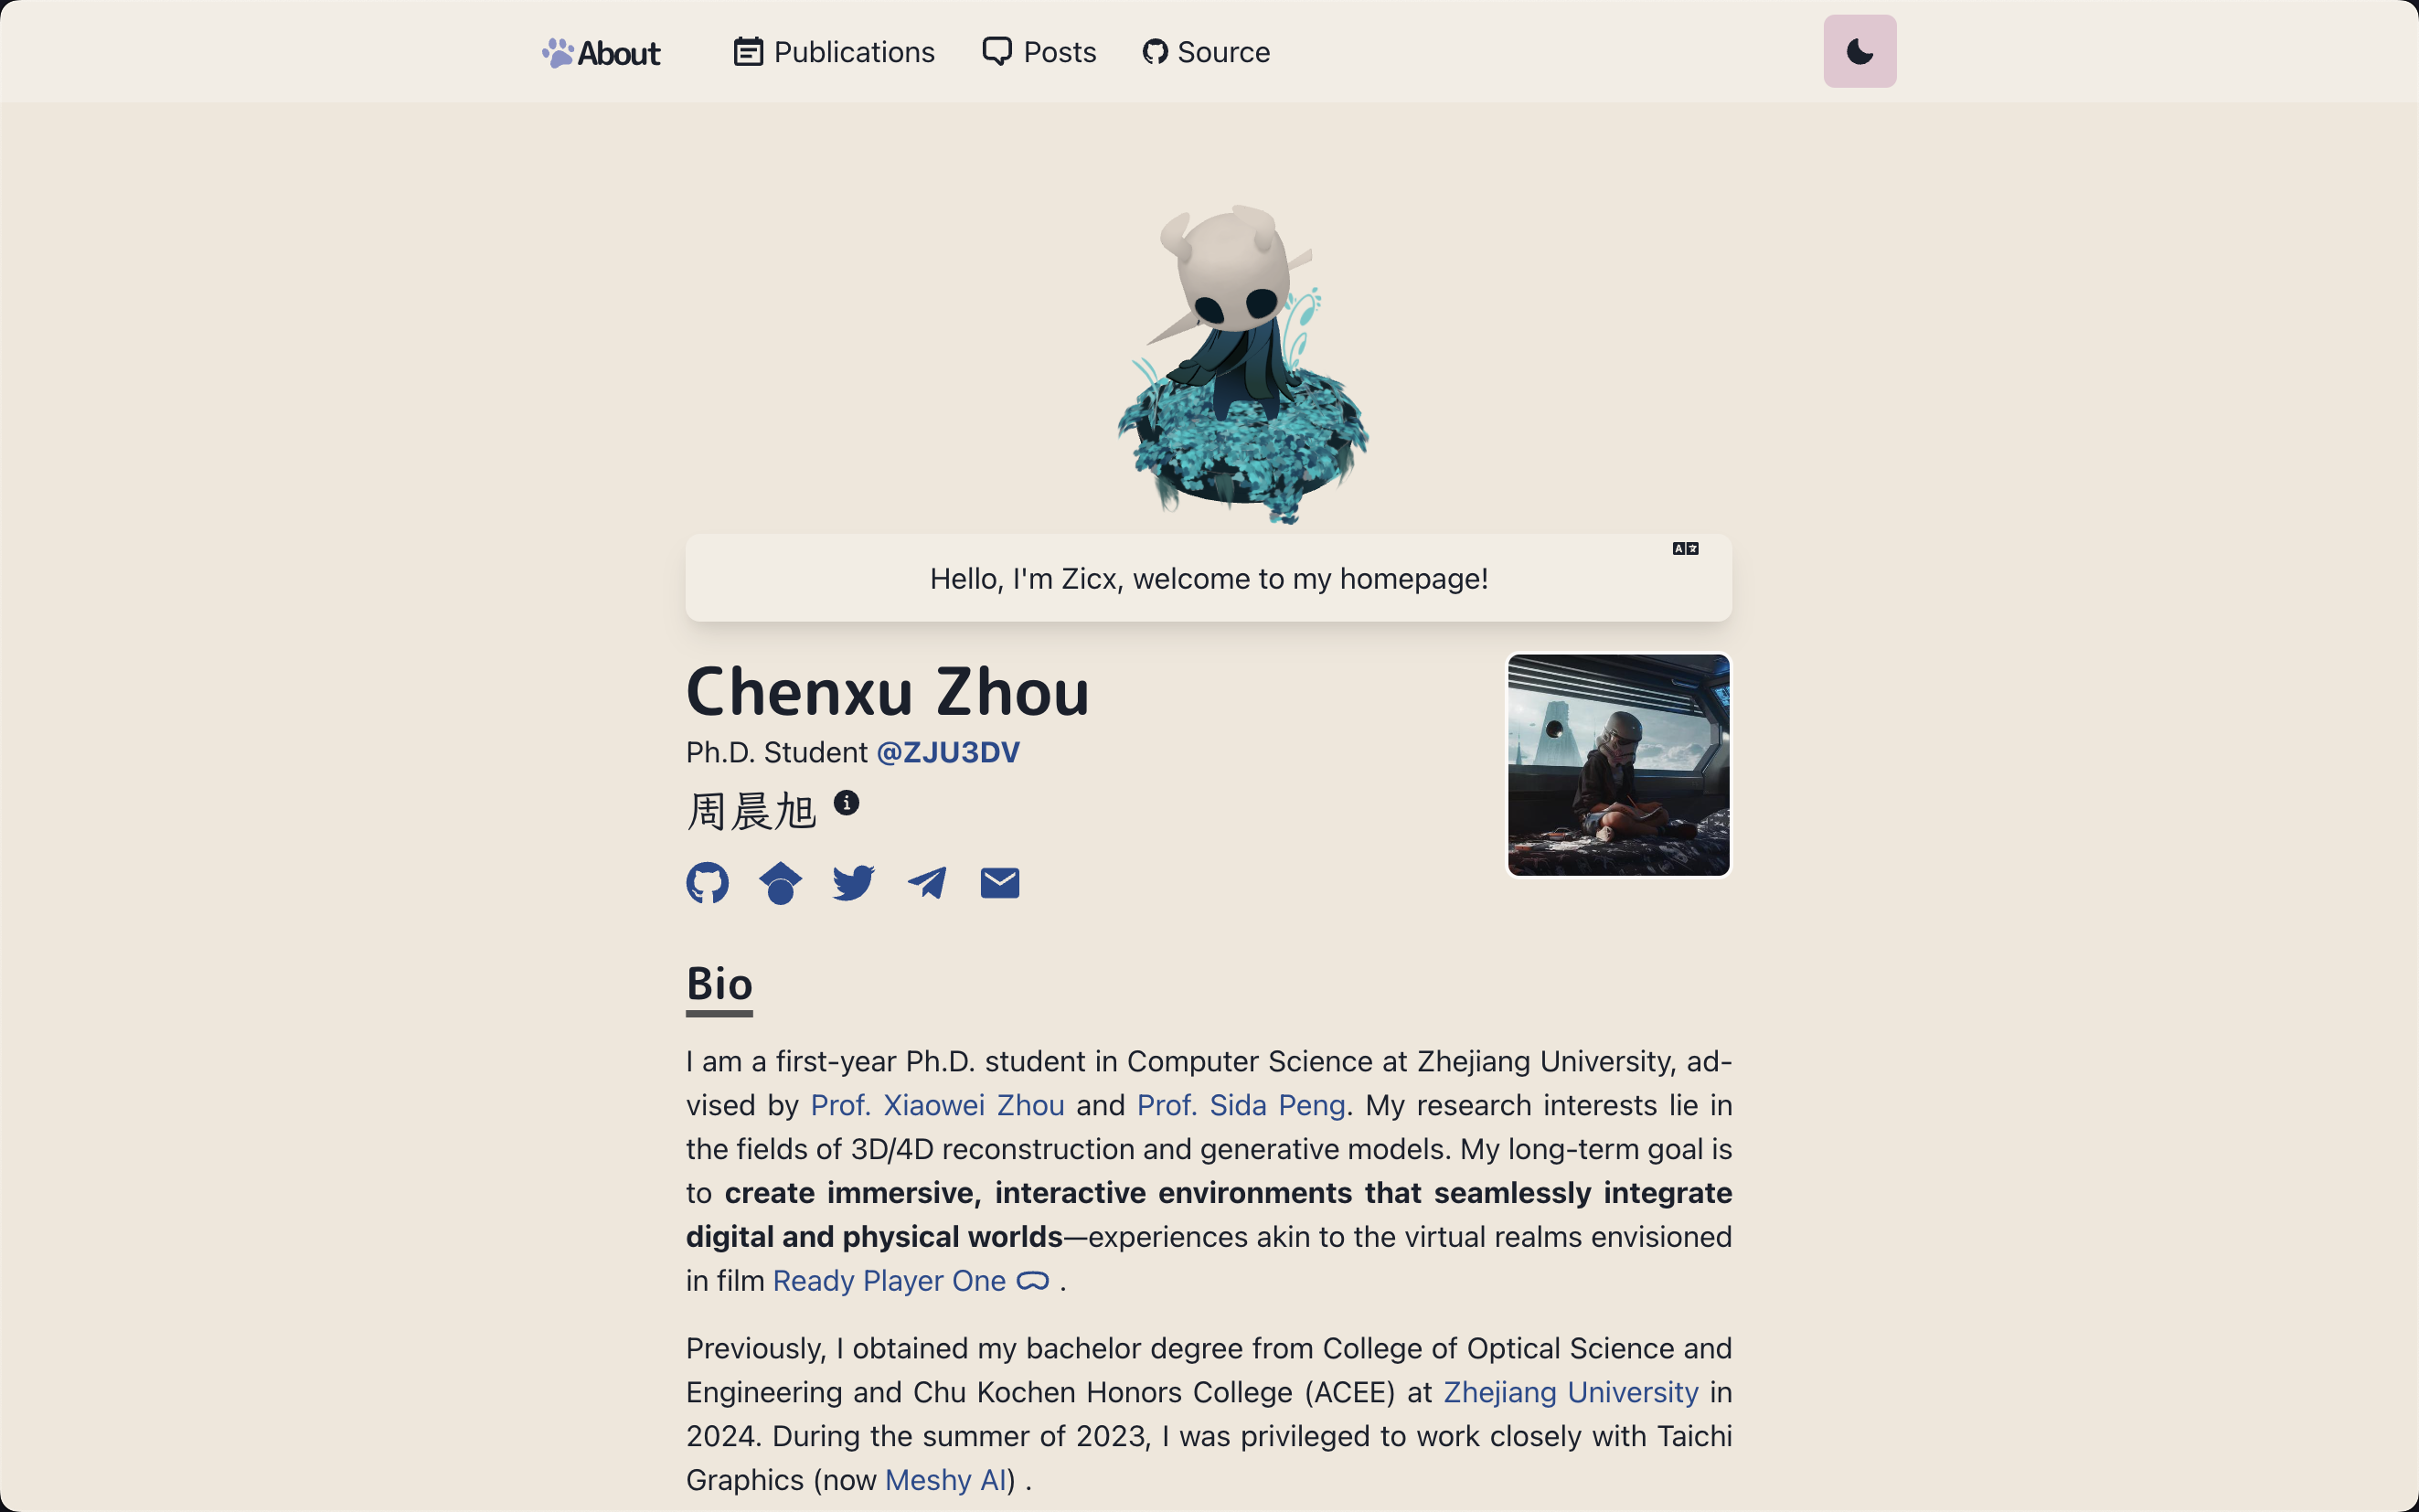 About Publications Posts Source
A 文
Hello, I'm Zicx, welcome to my homepage!
Chenxu Zhou
Ph.D. Student @ZJU3DV
周晨旭
Bio
I am a first-year Ph.D. student in Computer Science at Zhejiang University, ad-
vised by Prof. Xiaowei Zhou and Prof. Sida Peng. My research interests lie in
the fields of 3D/4D reconstruction and generative models. My long-term goal is
to create immersive, interactive environments that seamlessly integrate
digital and physical worlds—experiences akin to the virtual realms envisioned
in film Ready Player One .
Previously, I obtained my bachelor degree from College of Optical Science and
Engineering and Chu Kochen Honors College (ACEE) at Zhejiang University in
2024. During the summer of 2023, I was privileged to work closely with Taichi
Graphics (now Meshy AI) .